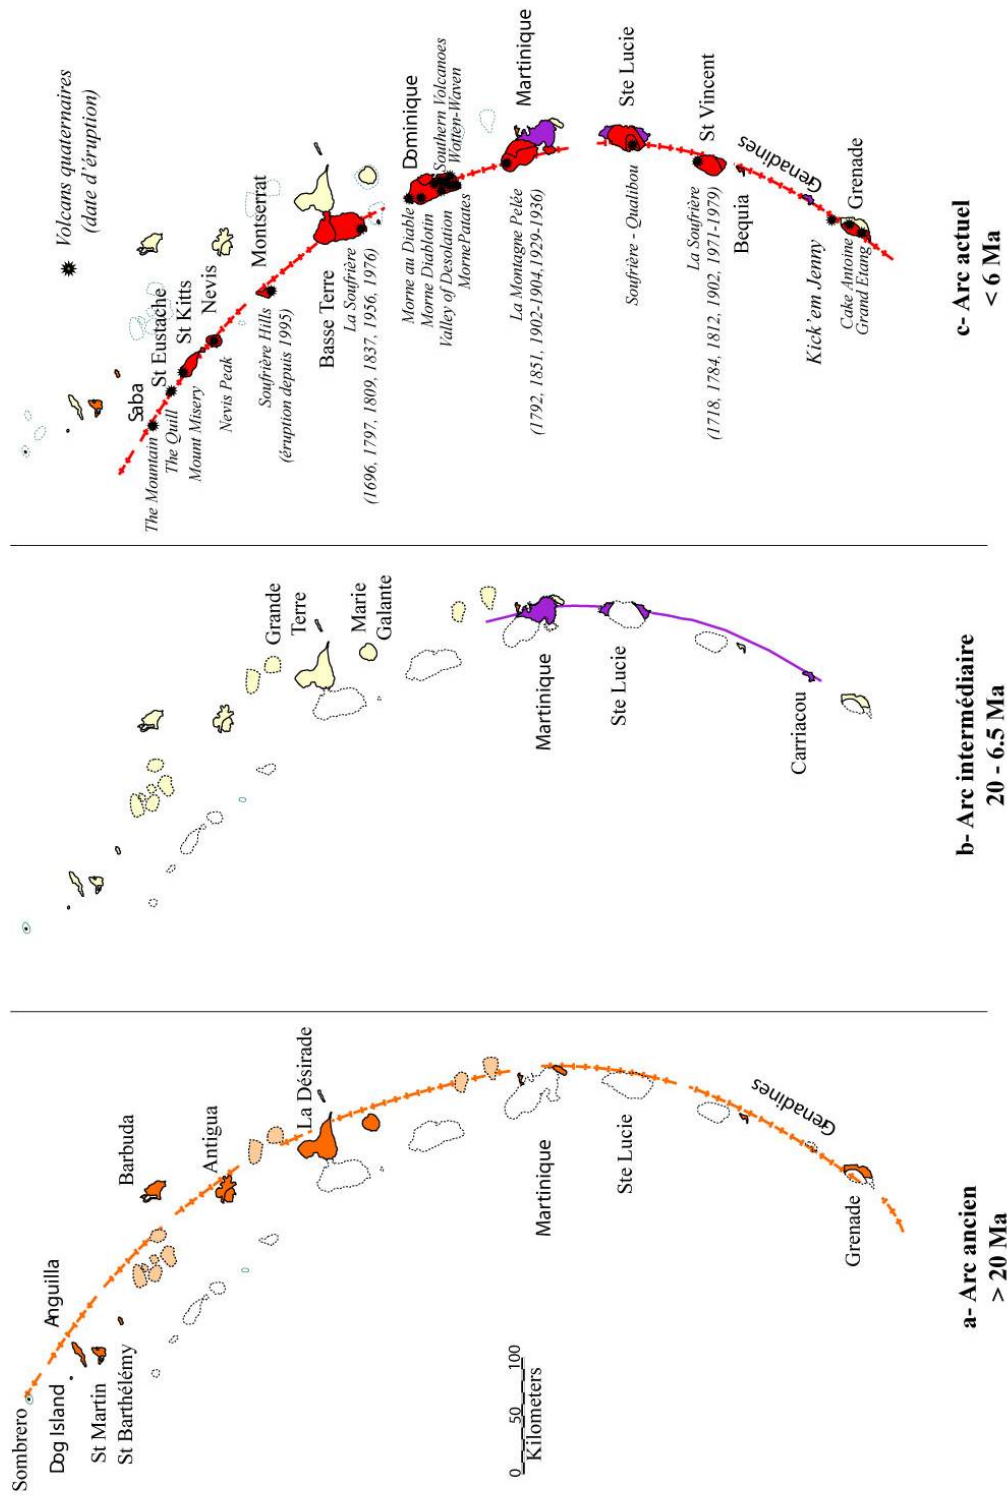 Sombrero
Dog Island
Anguilla
St Martin
St Barthélémy
Barbuda
Antigua
La Désirade
Martinique
Ste Lucie
Grenadines
Grenade
0 50 100
Kilometers
a- Arc ancien
> 20 Ma
Grande
Terre
Marie
Galante
Martinique
Ste Lucie
Carriacou
b- Arc intermédiaire
20 - 6.5 Ma
Volcans quaternaires
(date d'éruption)
Saba
The Mountain
St Eustache
The Quill
St Kitts
Mount Misery
Nevis
Nevis Peak
Montserrat
Soufrière Hills
(éruption depuis 1995)
Basse Terre
La Soufrière
(1696, 1797, 1809, 1837, 1956, 1976)
Dominique
Morne au Diable
Morne Diablotin
Southern Volcanoes
Valley of Desolation
Wotten-Waven
MornePatates
Martinique
La Montagne Pelée
(1792, 1851, 1902-1904,1929-1936)
Ste Lucie
Soufrière - Qualibou
St Vincent
La Soufrière
(1718, 1784, 1812, 1902, 1971-1979)
Bequia
Grenadines
Kick'em Jenny
Grenade
Cake Antoine
Grand Etang
c- Arc actuel
< 6 Ma